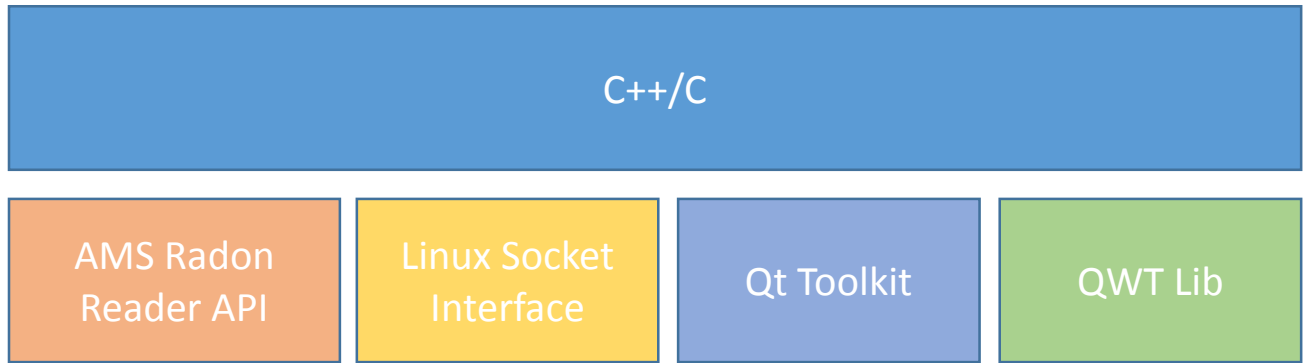 C++/C
AMS Radon
Reader API
Linux Socket
Interface
Qt Toolkit
QWT Lib